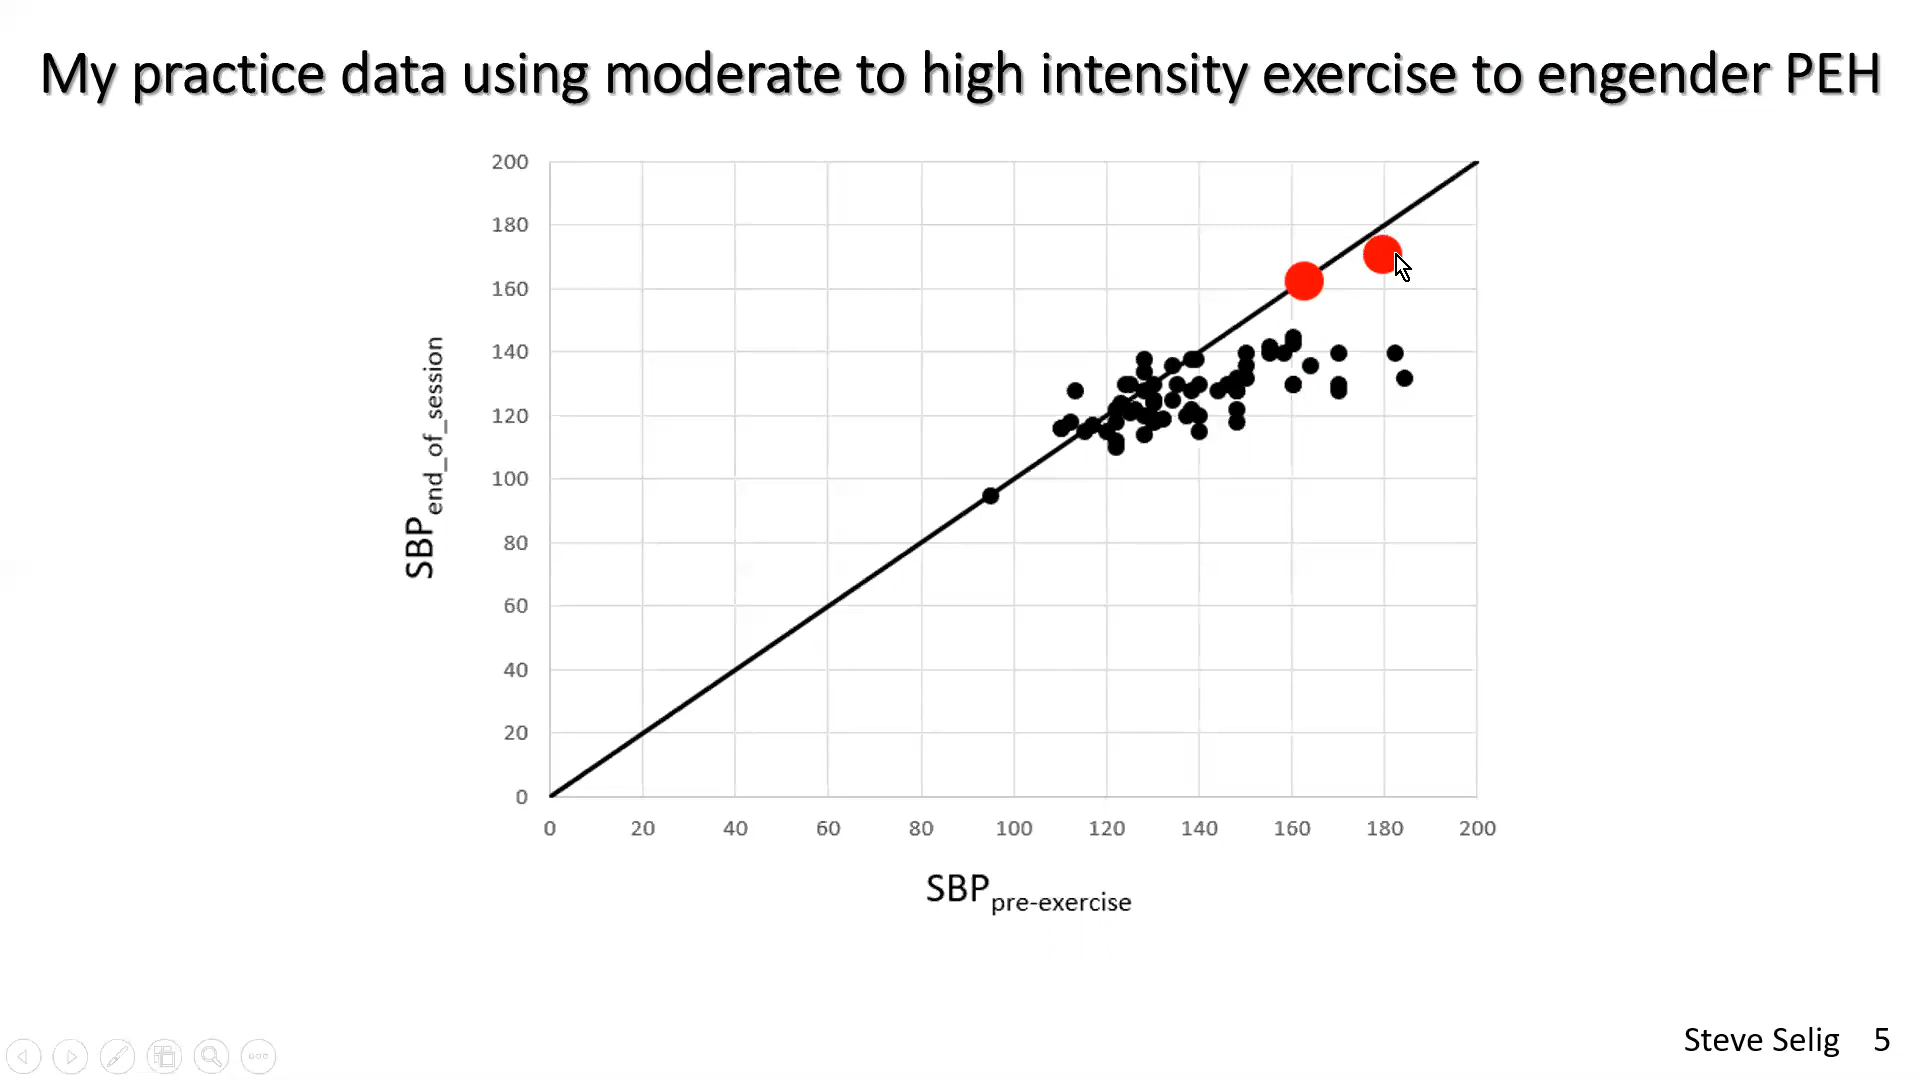 My practice data using moderate to high intensity exercise to engender PEH
200
180
160
140
120
100
80
60
40
20
0
SBPend_of_session
0 20 40 60 80 100 120 140 160 180 200
SBPpre-exercise
Steve Selig 5